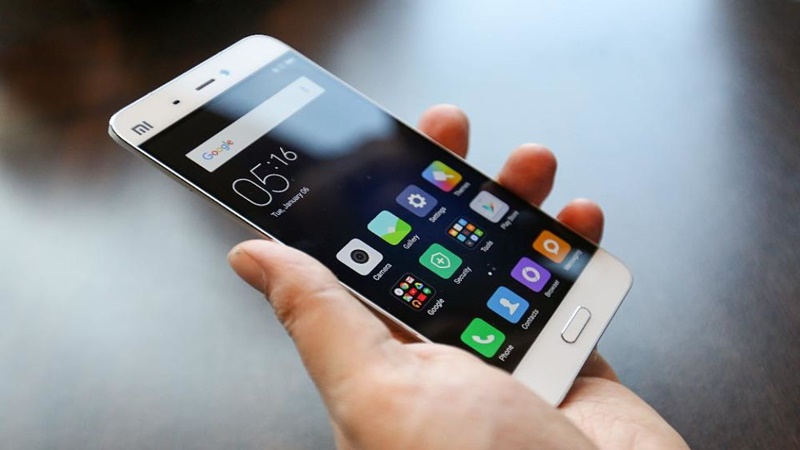 MI
Google
05:16
Tue, January 05
Camera
Gallery
Settings
Themes
Google
Security
Tools
Play Store
Phone
Contacts
Browser
Messaging